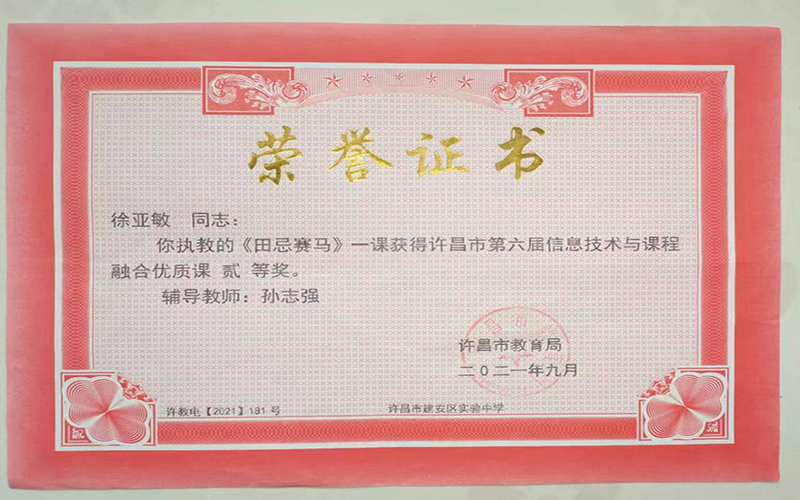 荣誉证书
徐亚敏 同志：
你执教的《田忌赛马》一课获得许昌市第六届信息技术与课程
融合优质课 贰 等奖。
辅导教师：孙志强
许昌市教育局
二0二一年九月
许教电【2021】181 号
许昌市建安区实验中学